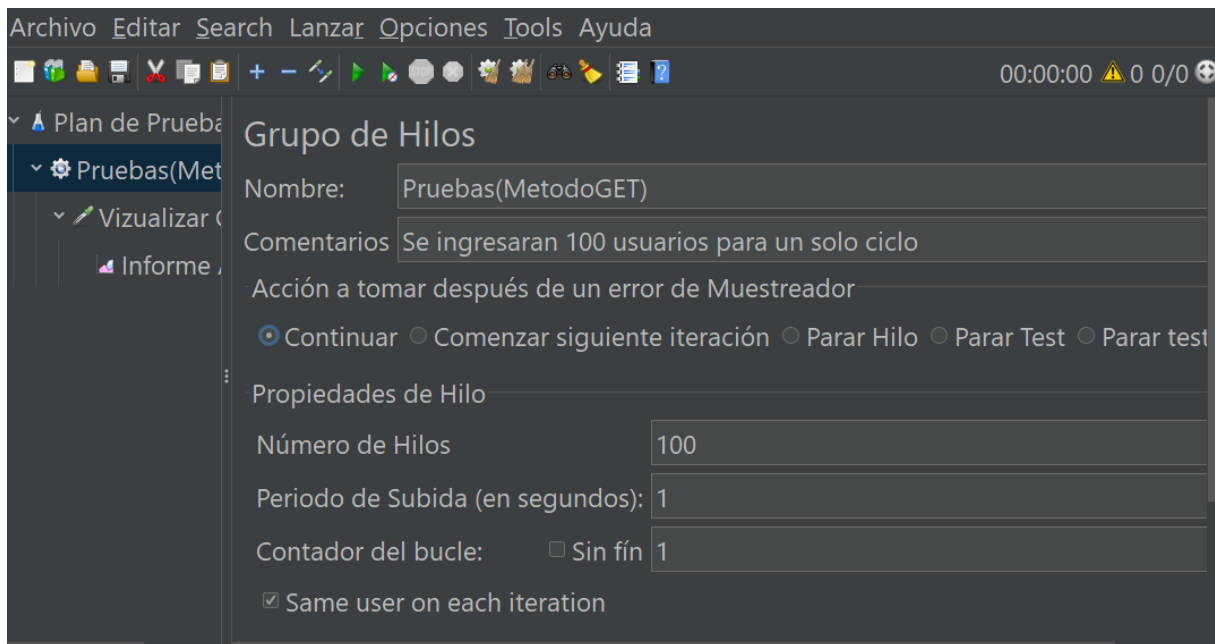 Archivo Editar Search Lanzar Opciones Tools Ayuda
00:00:00 0 0/0
Plan de Prueba
Pruebas(Met
Vizualizar
Informe
Grupo de Hilos
Nombre: Pruebas(MetodoGET)
Comentarios Se ingresaran 100 usuarios para un solo ciclo
Acción a tomar después de un error de Muestreador
Continuar Comenzar siguiente iteración Parar Hilo Parar Test Parar test
Propiedades de Hilo
Número de Hilos 100
Periodo de Subida (en segundos): 1
Contador del bucle: Sin fín 1
Same user on each iteration